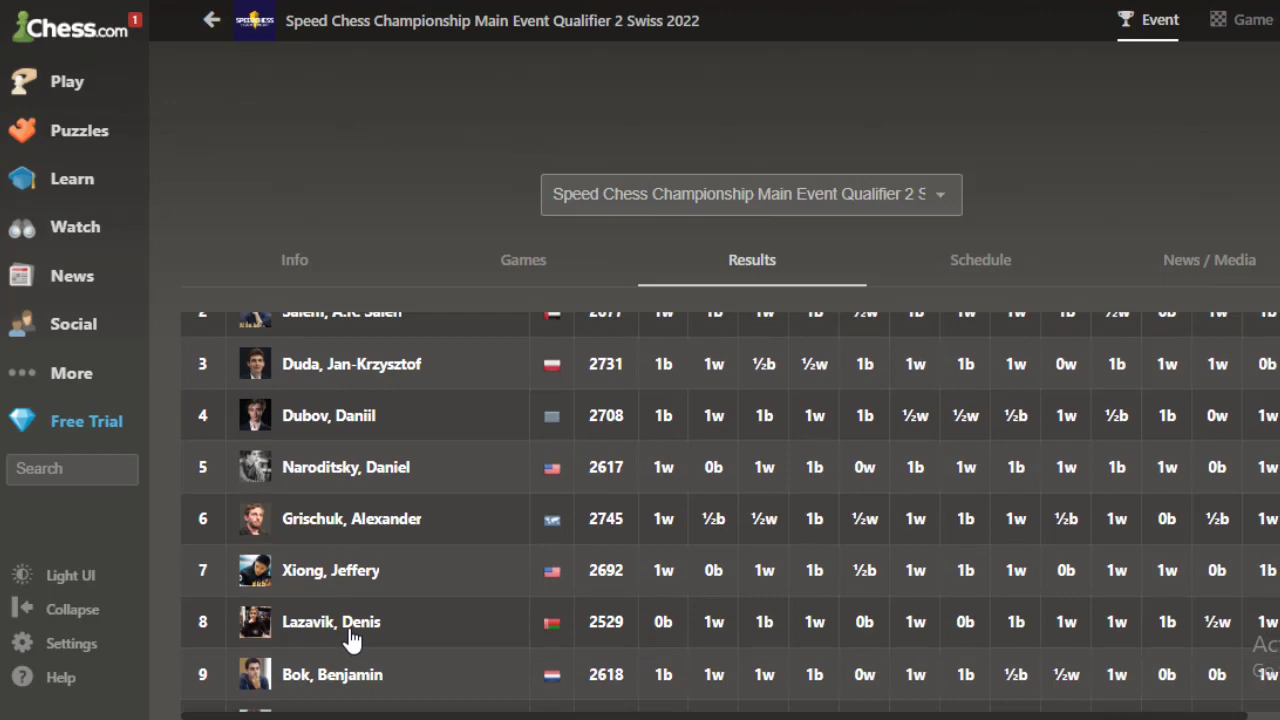 Chess.com 1
Speed Chess Championship Main Event Qualifier 2 Swiss 2022
Event Game
Play
Puzzles
Learn
Watch
News
Social
More
Free Trial
Search
Light UI
Collapse
Settings
Help
Speed Chess Championship Main Event Qualifier 2 S
Info Games Results Schedule News / Media
3 Duda, Jan-Krzysztof 2731 1b 1w ½b ½w 1b 1w 1b 1w 0w 1b 1w 1w 0b
4 Dubov, Daniil 2708 1b 1w 1b 1w 1b ½w ½w ½b 1w ½b 1b 0w 1w
5 Naroditsky, Daniel 2617 1w 0b 1w 1b 0w 1b 1w 1b 1w 1b 1w 0b 1w
6 Grischuk, Alexander 2745 1w ½b ½w 1b ½w 1w 1b 1w ½b 1w 0b ½b 1w
7 Xiong, Jeffery 2692 1w 0b 1w 1b ½b 1w 1b 1w 0b 1w 1w 0b 1b
8 Lazavik, Denis 2529 0b 1w 1b 1w 0b 1w 0b 1b 1w 1w 1b ½w 1w
9 Bok, Benjamin 2618 1b 1w 1w 1b 0w 1w 1b ½b ½w 1w 0b 0b 1w